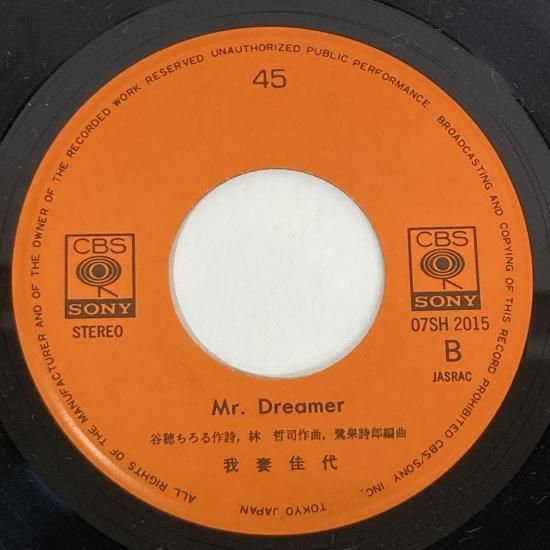 ALL RIGHTS OF THE MANUFACTURER AND OF THE OWNER OF THE RECORDED WORK RESERVED UNAUTHORIZED PUBLIC PERFORMANCE. BROADCASTING AND COPYING OF THIS RECORD PROHIBITED CBS/SONY INC.
TOKYO JAPAN
45
CBS
SONY
STEREO
CBS
SONY
07SH 2015
B
JASRAC
Mr. Dreamer
谷穂ちろる作詩, 林 哲司作曲, 鷺巣詩郎編曲
我妻佳代